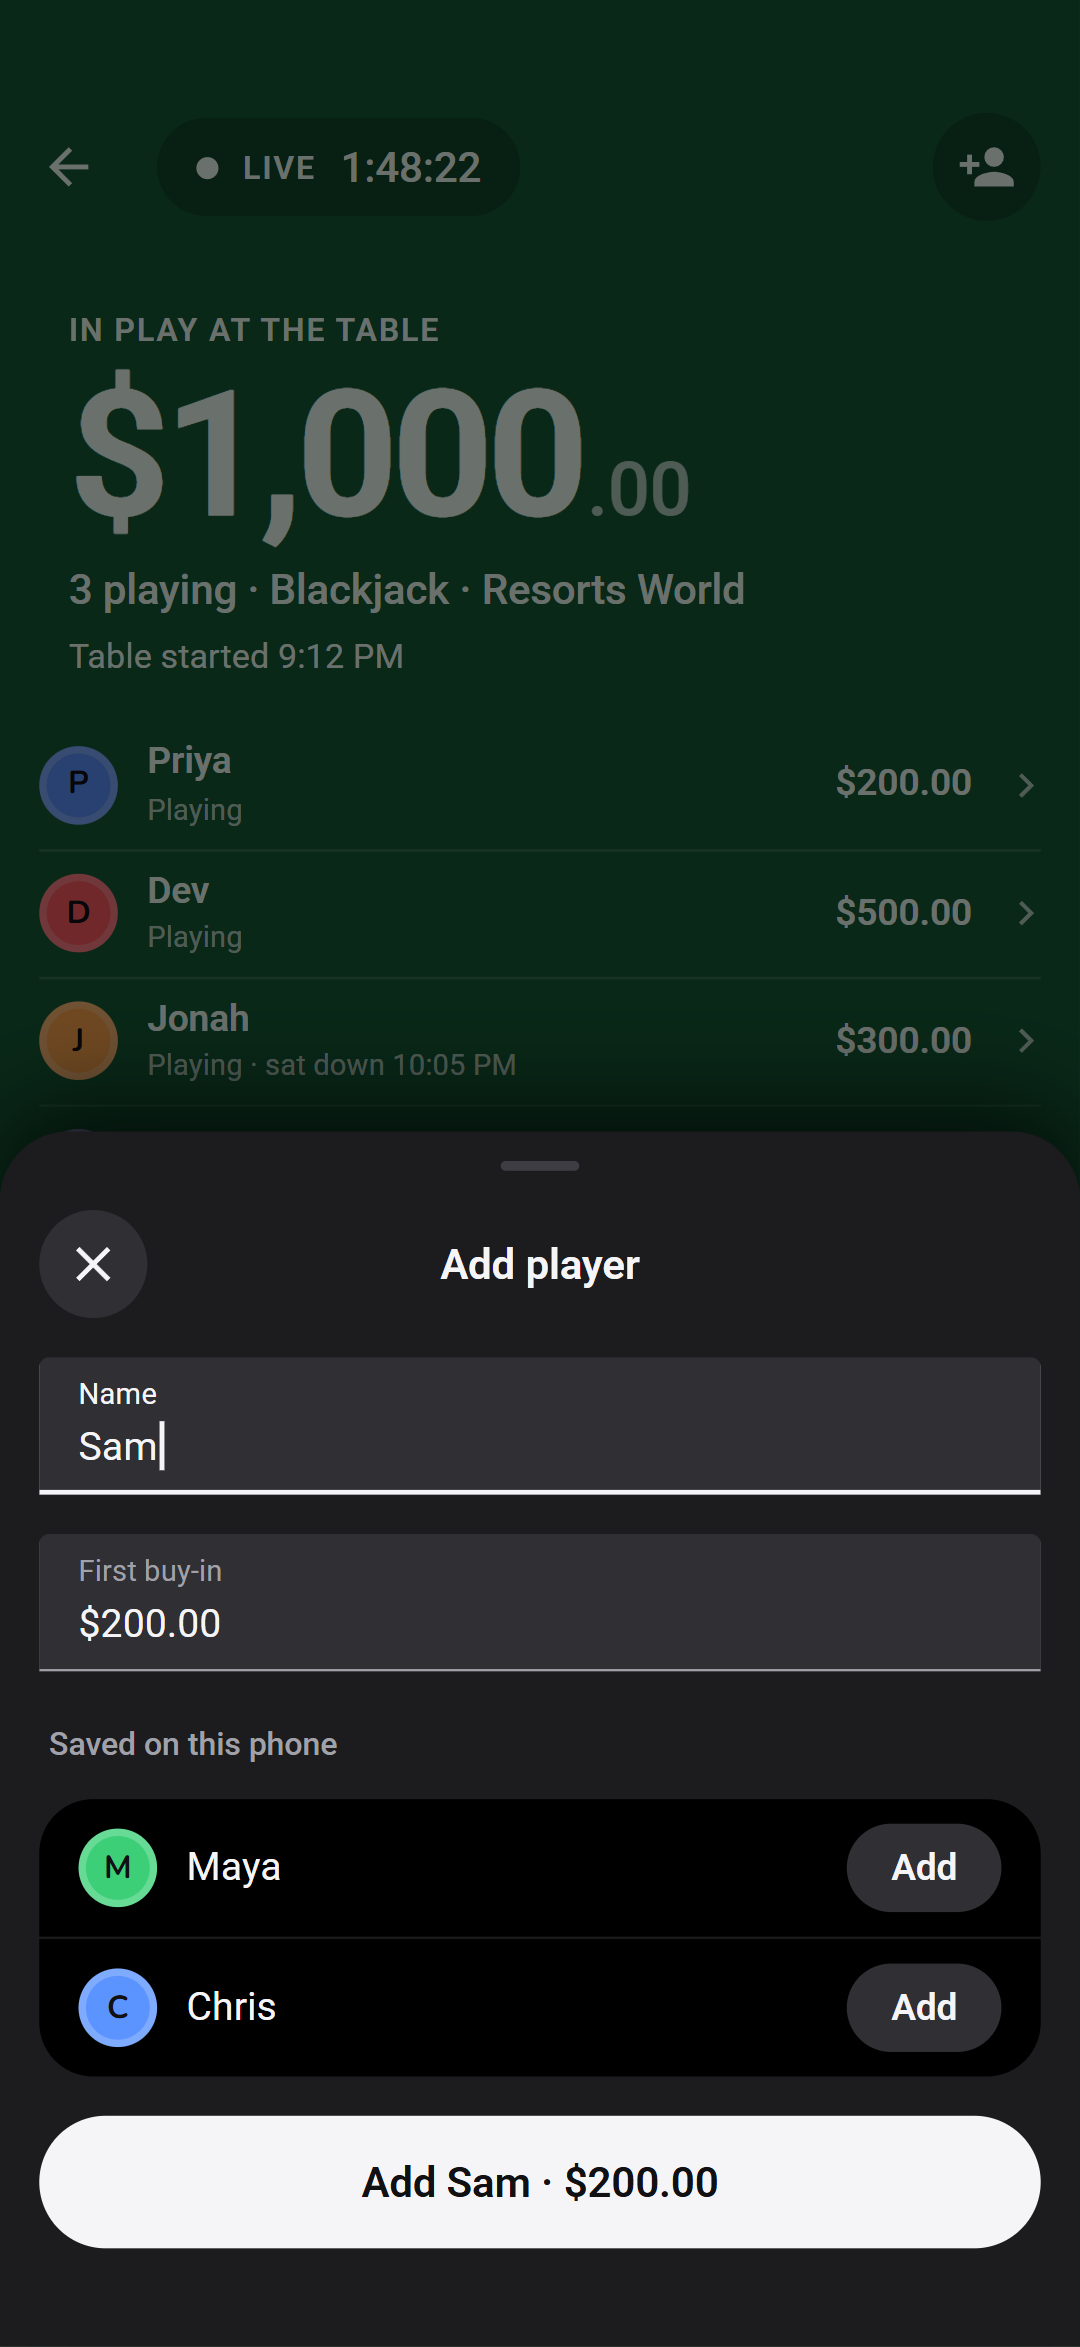 LIVE 1:48:22
IN PLAY AT THE TABLE
$1,000.00
3 playing · Blackjack · Resorts World
Table started 9:12 PM
P
Priya
Playing
$200.00
D
Dev
Playing
$500.00
J
Jonah
Playing · sat down 10:05 PM
$300.00
Add player
Name
Sam
First buy-in
$200.00
Saved on this phone
M
Maya
Add
C
Chris
Add
Add Sam · $200.00